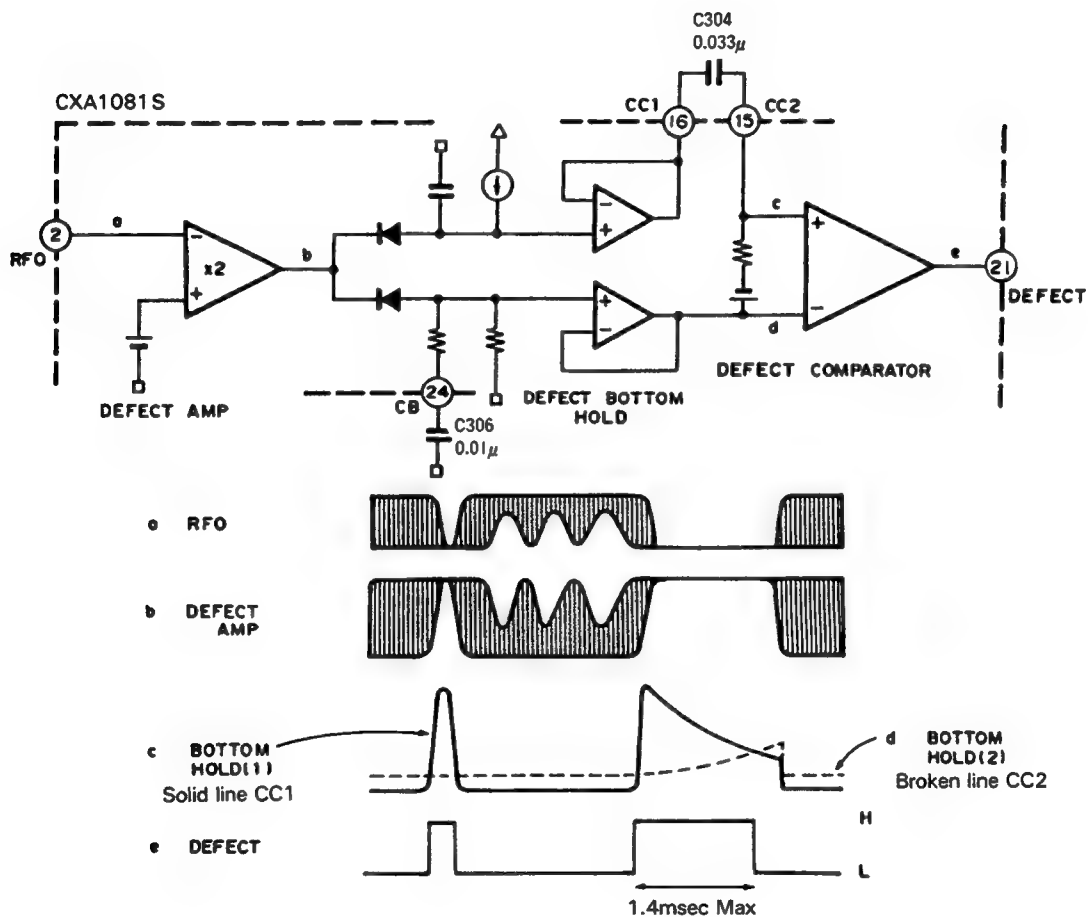 C304
0.033μ
CXA1081S
CC1
16
15
CC2
2
RFO
a
−
x2
+
b
−
+
+
−
c
d
+
−
e
21
DEFECT
DEFECT AMP
24
CB
C306
0.01μ
DEFECT BOTTOM
HOLD
DEFECT COMPARATOR
a RFO
b DEFECT
AMP
c BOTTOM
HOLD(1)
Solid line CC1
d BOTTOM
HOLD(2)
Broken line CC2
H
e DEFECT
L
1.4msec Max